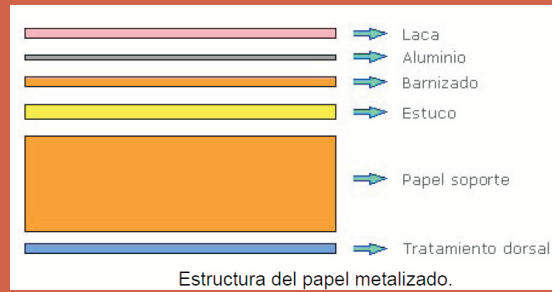 Laca
Aluminio
Barnizado
Estuco
Papel soporte
Tratamiento dorsal
Estructura del papel metalizado.